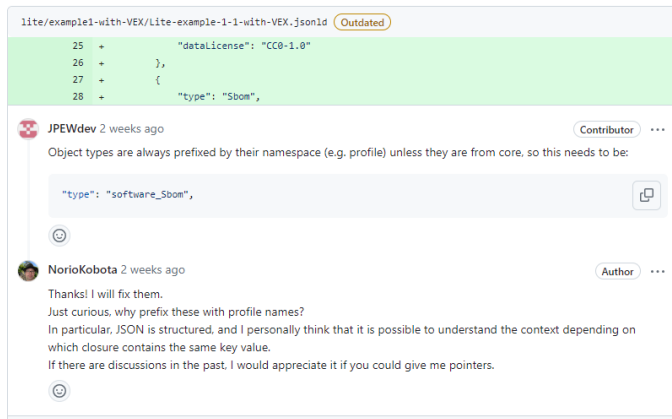 lite/example1-with-VEX/Lite-example-1-1-with-VEX.jsonld Outdated
25 + "dataLicense": "CC0-1.0"
26 + },
27 + {
28 + "type": "Sbom",
JPEWdev 2 weeks ago Contributor ...
Object types are always prefixed by their namespace (e.g. profile) unless they are from core, so this needs to be:
"type": "software_Sbom",
NorioKobota 2 weeks ago Author ...
Thanks! I will fix them.
Just curious, why prefix these with profile names?
In particular, JSON is structured, and I personally think that it is possible to understand the context depending on
which closure contains the same key value.
If there are discussions in the past, I would appreciate it if you could give me pointers.